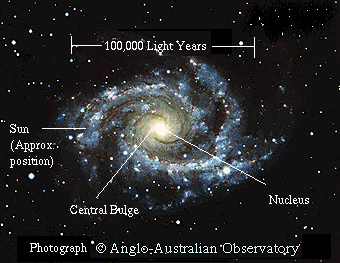 100,000 Light Years
Sun
(Approx.
position)
Nucleus
Central Bulge
Photograph © Anglo-Australian Observatory